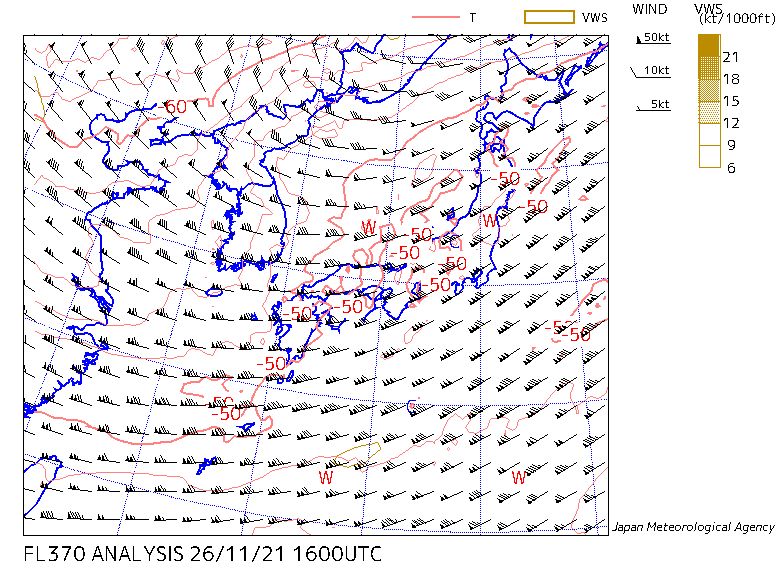 T VWS
WIND
50kt
10kt
5kt
VWS
(kt/1000ft)
21
18
15
12
9
6
60
-50
-50
W
W
-50
-50
C
-50
-50
-50
-50
-50
-50
-50
-50
C
W
W
Japan Meteorological Agency
FL370 ANALYSIS 26/11/21 1600UTC